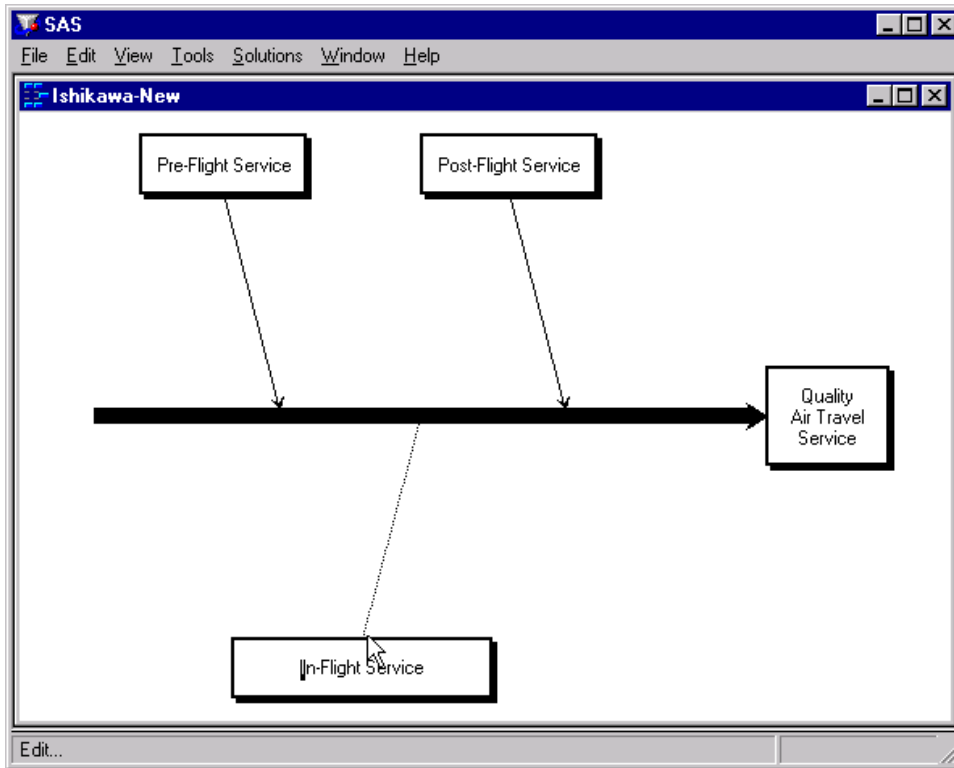 SAS
File Edit View Tools Solutions Window Help
Ishikawa-New
Pre-Flight Service
Post-Flight Service
Quality
Air Travel
Service
In-Flight Service
Edit...